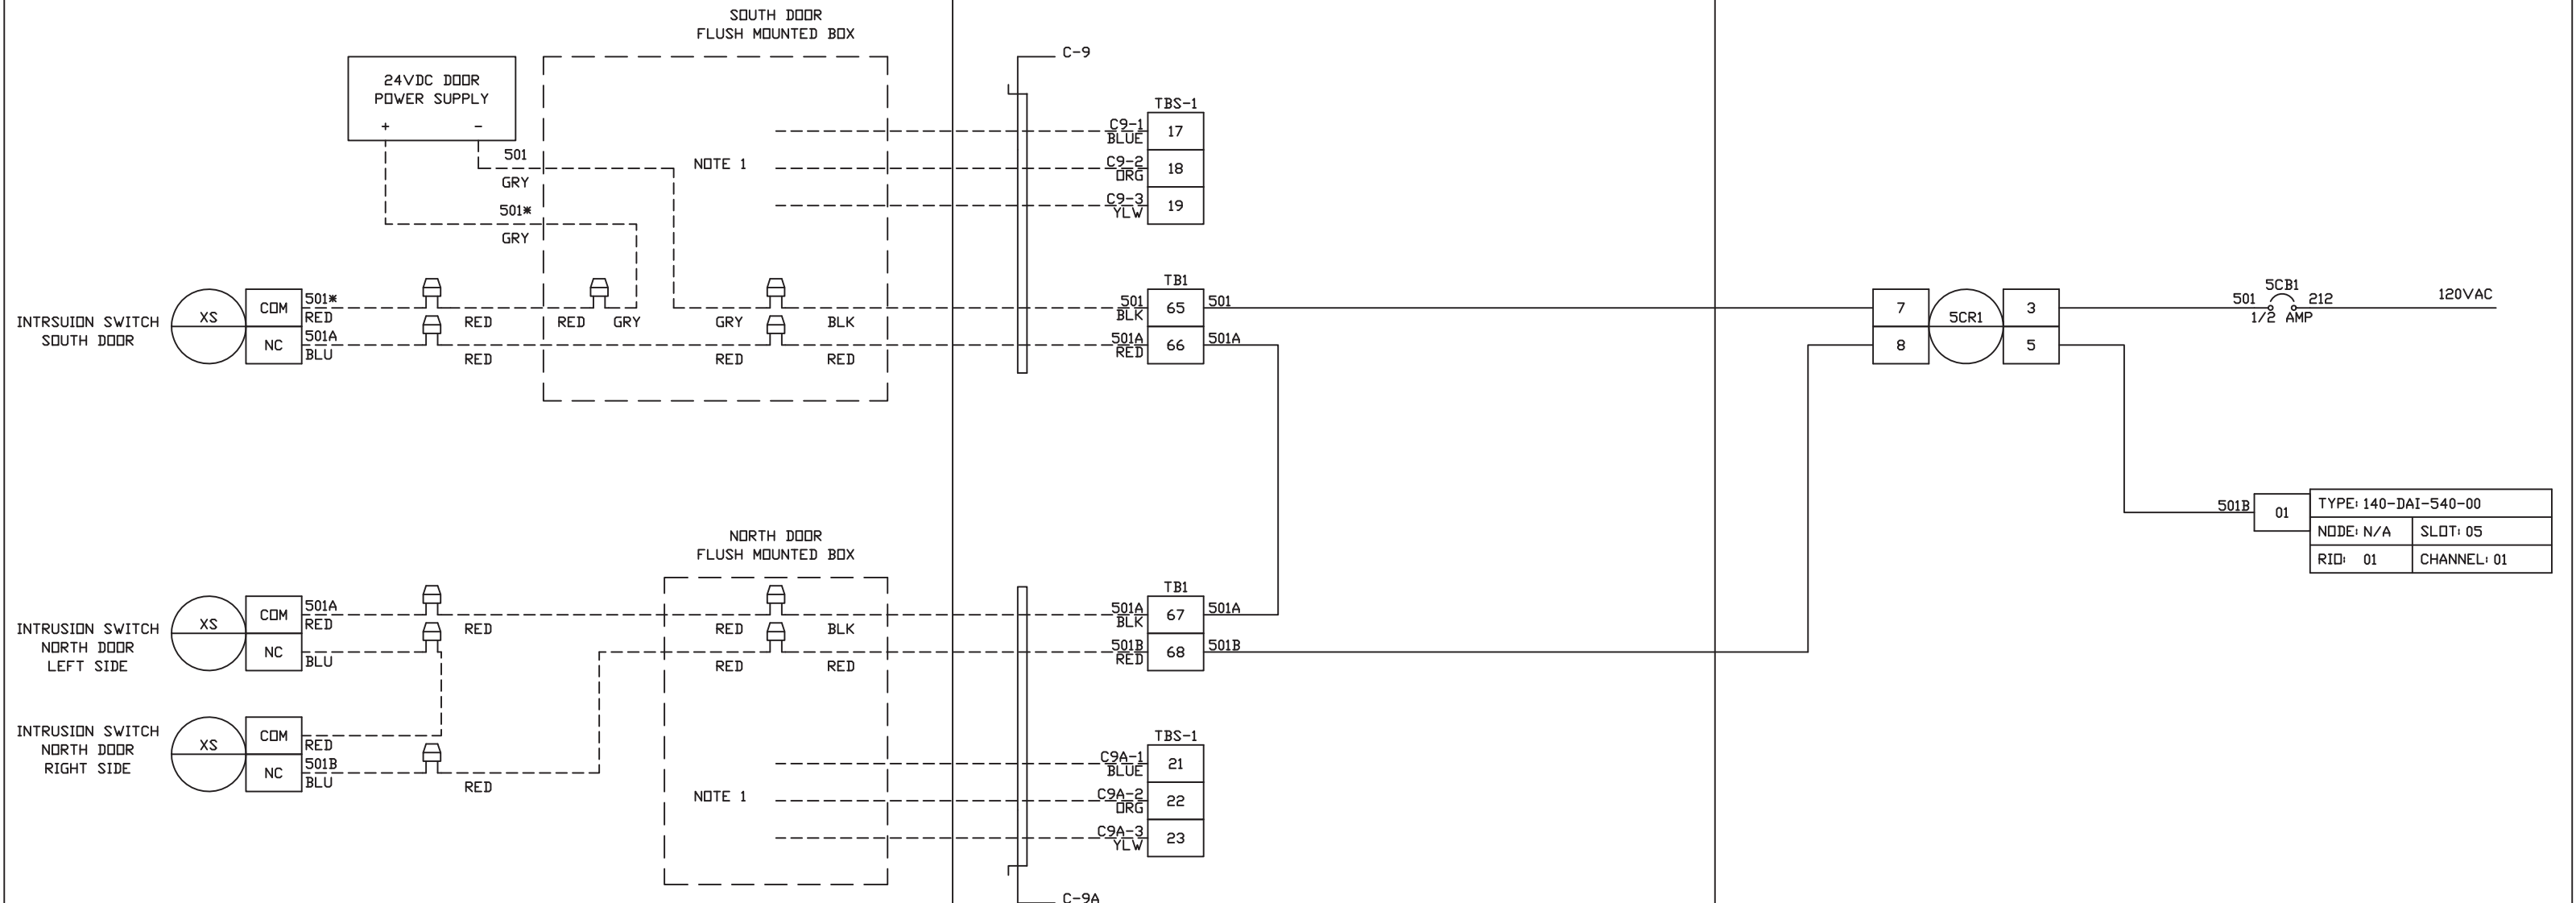 SOUTH DOOR
FLUSH MOUNTED BOX
24VDC DOOR
POWER SUPPLY
+ -
501
GRY
501*
GRY
NOTE 1
C-9
TBS-1
C9-1
BLUE
17
C9-2
ORG
18
C9-3
YLW
19
INTRSUION SWITCH
SOUTH DOOR
XS
COM
NC
501*
RED
501A
BLU
RED
RED
RED
GRY
GRY
BLK
RED
RED
TB1
501
BLK
65
501
501A
RED
66
501A
7
8
5CR1
3
5
5CB1
501
212
1/2 AMP
120VAC
501B
01
TYPE: 140-DAI-540-00
NODE: N/A
SLOT: 05
RIO: 01
CHANNEL: 01
NORTH DOOR
FLUSH MOUNTED BOX
INTRUSION SWITCH
NORTH DOOR
LEFT SIDE
XS
COM
NC
501A
RED
BLU
RED
RED
BLK
RED
RED
TB1
501A
BLK
67
501A
501B
RED
68
501B
INTRUSION SWITCH
NORTH DOOR
RIGHT SIDE
XS
COM
NC
RED
501B
BLU
RED
NOTE 1
TBS-1
C9A-1
BLUE
21
C9A-2
ORG
22
C9A-3
YLW
23
C-9A